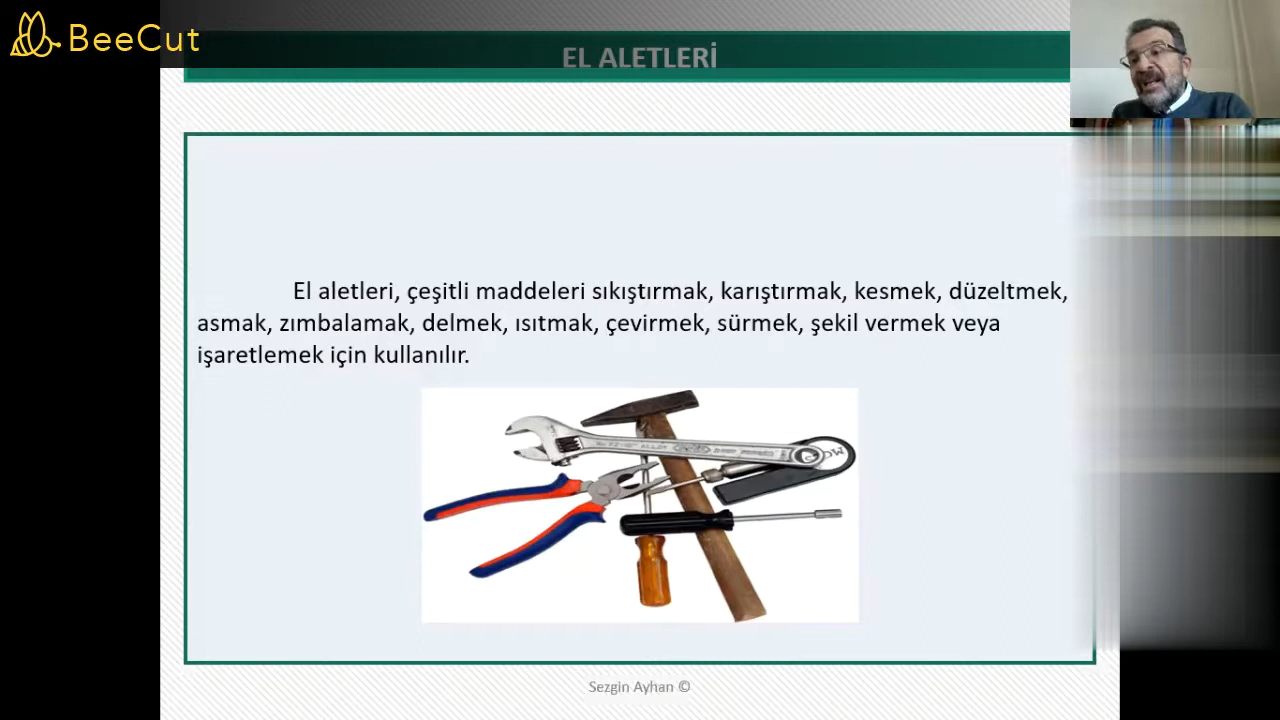 BeeCut
EL ALETLERİ
El aletleri, çeşitli maddeleri sıkıştırmak, karıştırmak, kesmek, düzeltmek,
asmak, zımbalamak, delmek, ısıtmak, çevirmek, sürmek, şekil vermek veya
işaretlemek için kullanılır.
Sezgin Ayhan ©